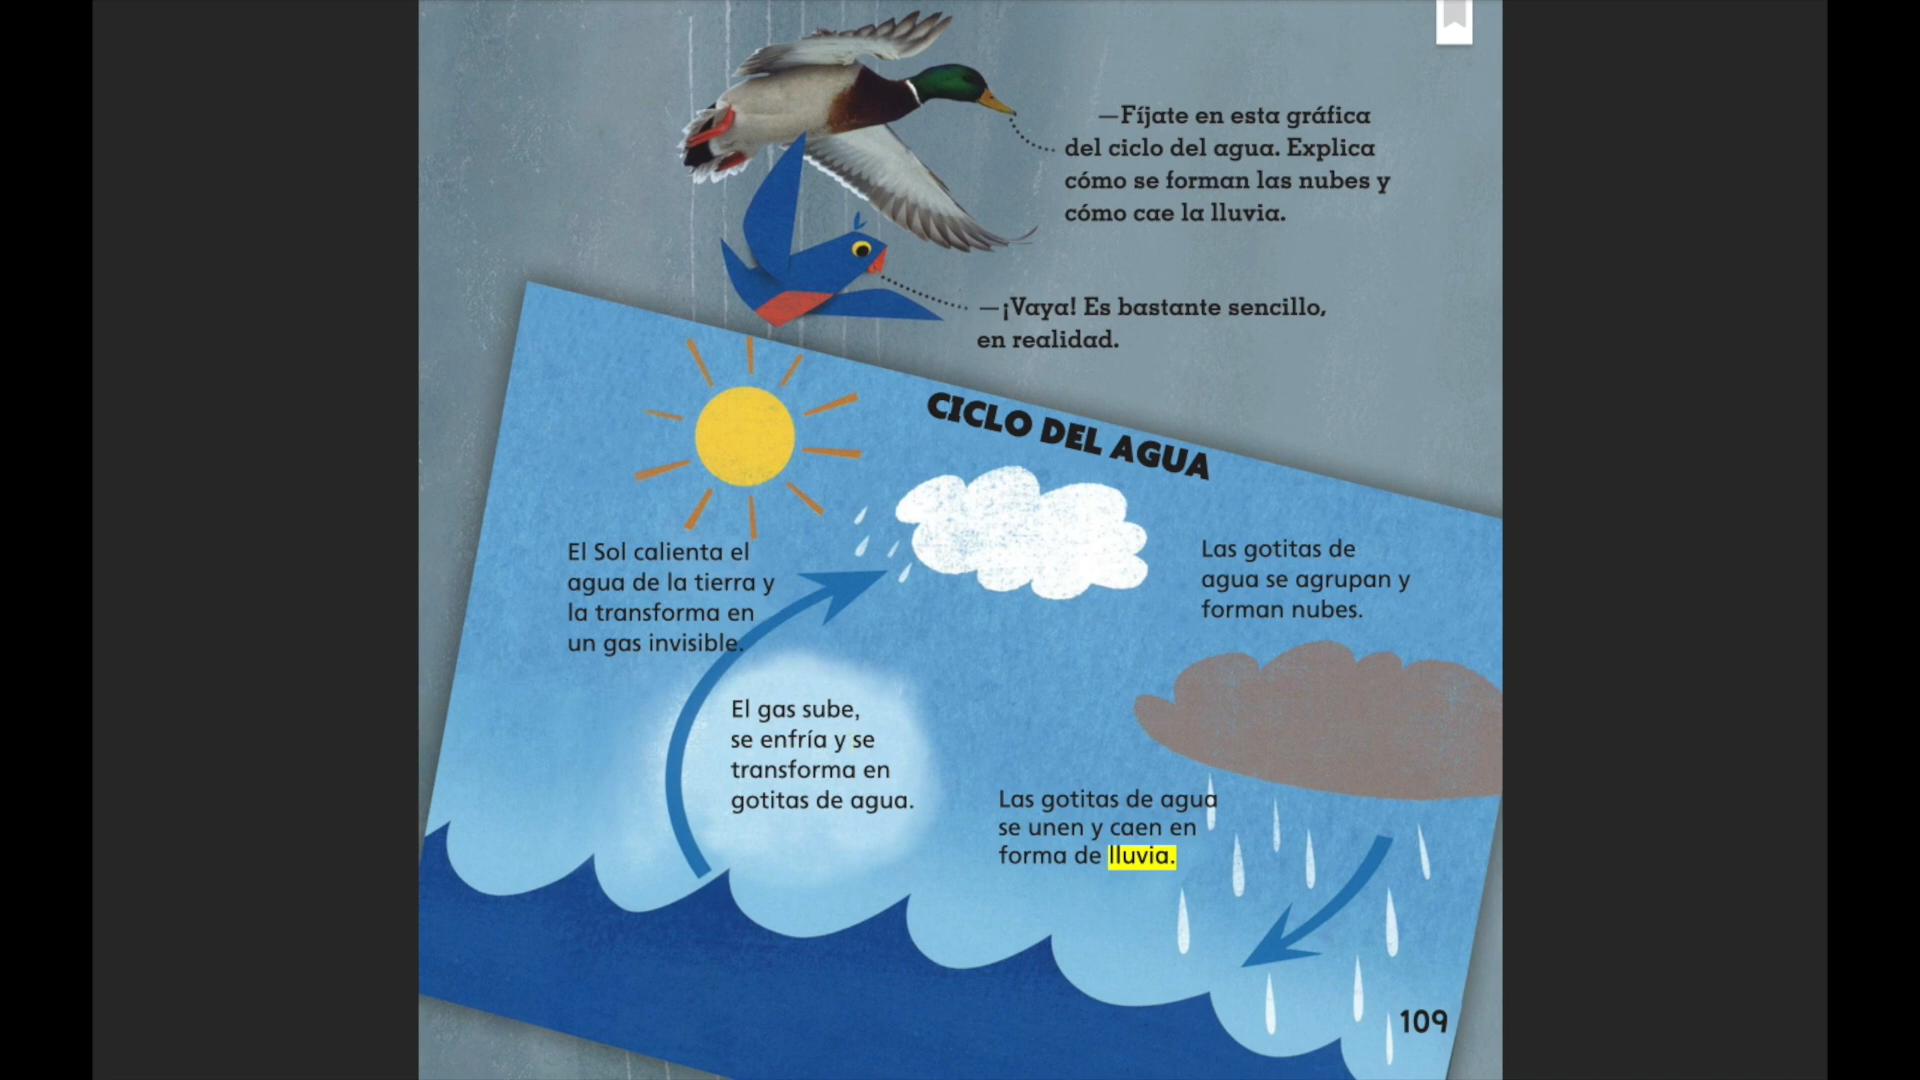 —Fíjate en esta gráfica
del ciclo del agua. Explica
cómo se forman las nubes y
cómo cae la lluvia.
—¡Vaya! Es bastante sencillo,
en realidad.
CICLO DEL AGUA
El Sol calienta el
agua de la tierra y
la transforma en
un gas invisible.
El gas sube,
se enfría y se
transforma en
gotitas de agua.
Las gotitas de
agua se agrupan y
forman nubes.
Las gotitas de agua
se unen y caen en
forma de lluvia.
109